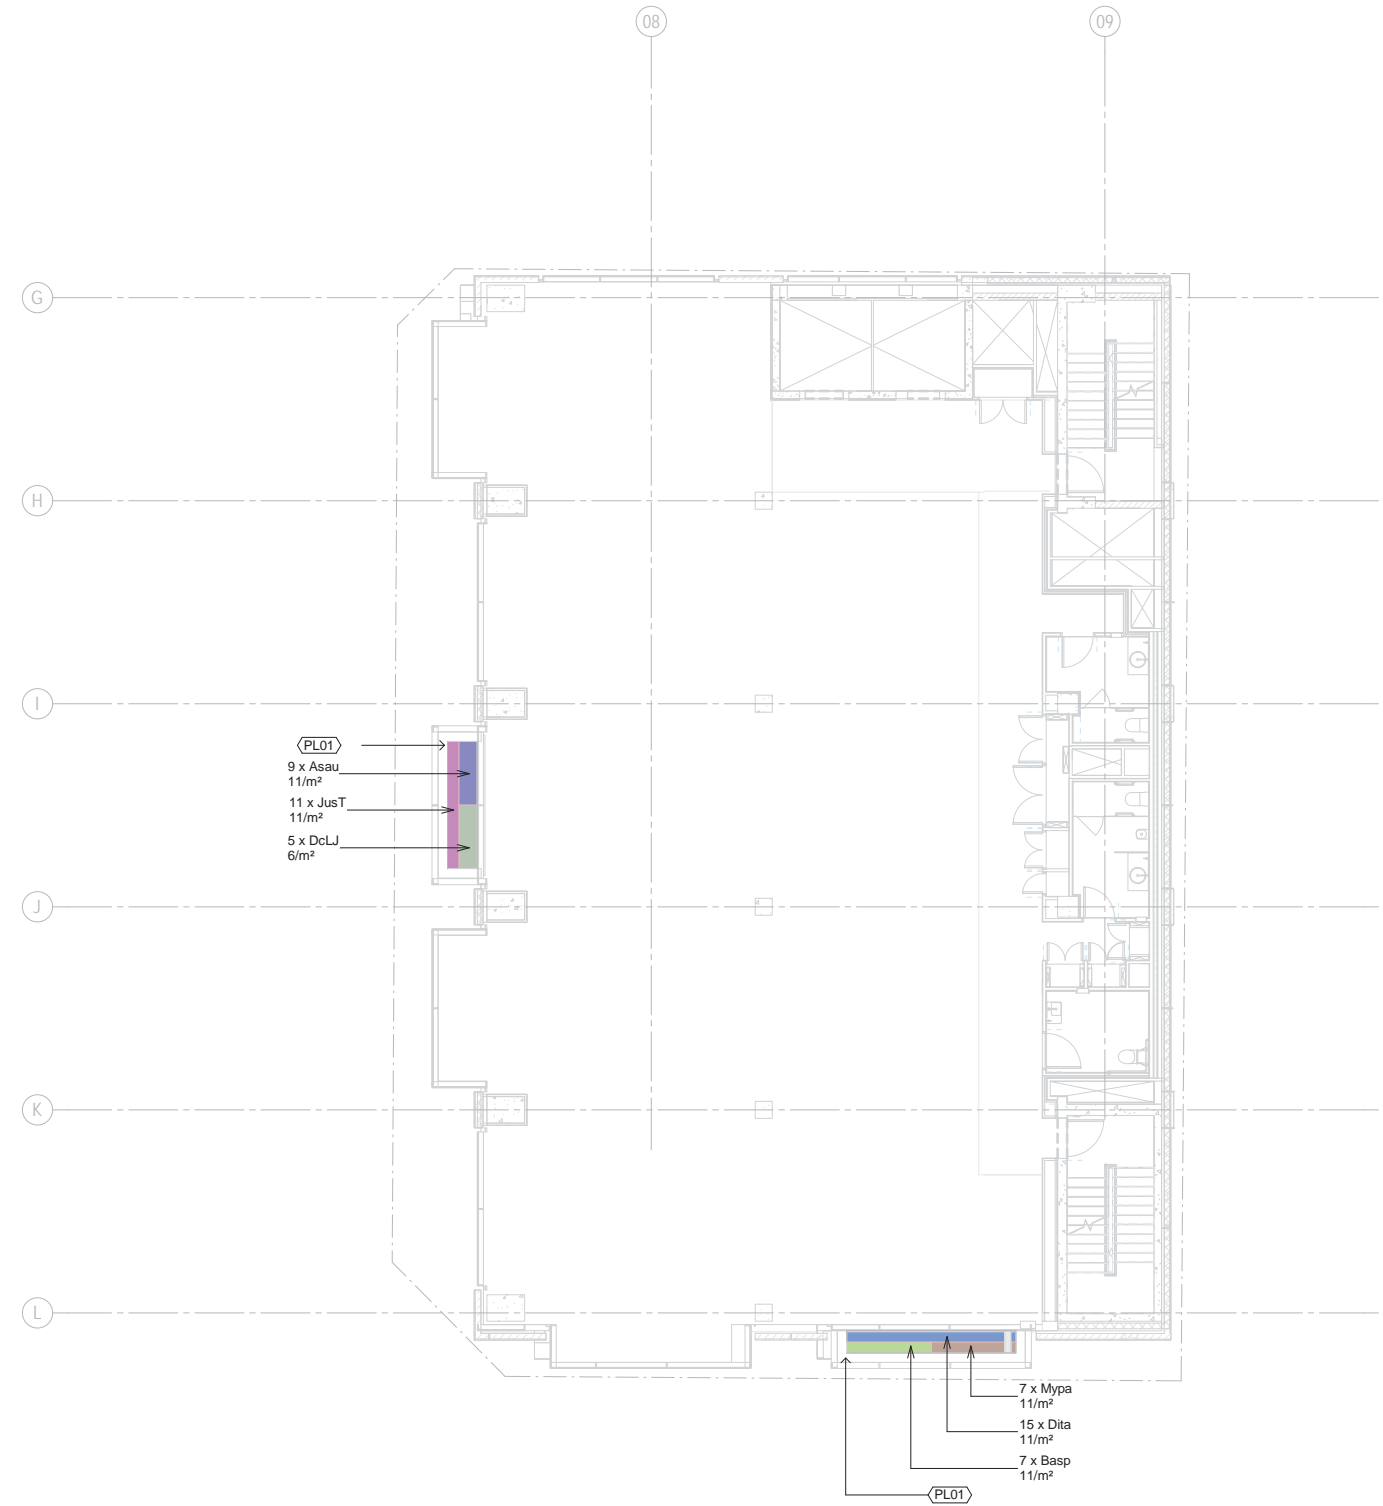 08
09
G
H
I
PL01
9 x Asau
11/m²
11 x JusT
11/m²
5 x DcLJ
6/m²
J
K
L
7 x Mypa
11/m²
15 x Dita
11/m²
7 x Basp
11/m²
PL01